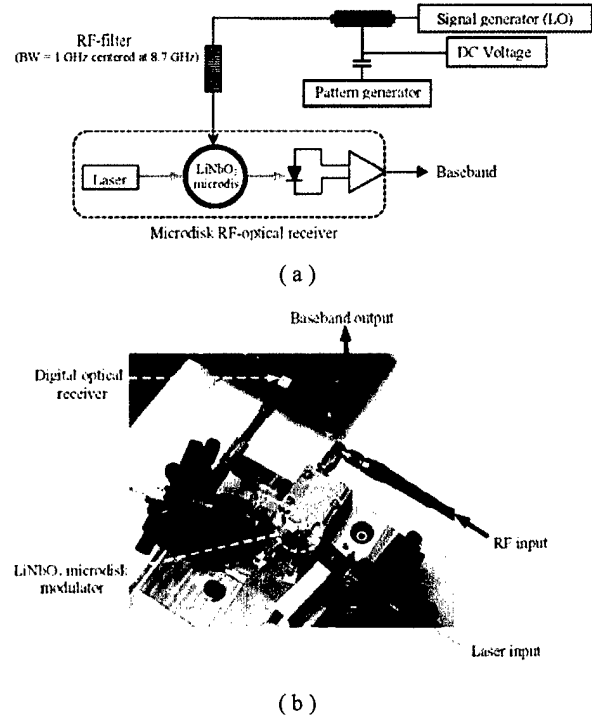 Signal generator (LO)
RF-filter
(BW = 1 GHz centered at 8.7 GHz)
DC Voltage
Pattern generator
Laser
LiNbO3
microdis
Baseband
Microdisk RF-optical receiver
( a )
Baseband output
Digital optical
receiver
RF input
LiNbO3 microdisk
modulator
Laser input
( b )